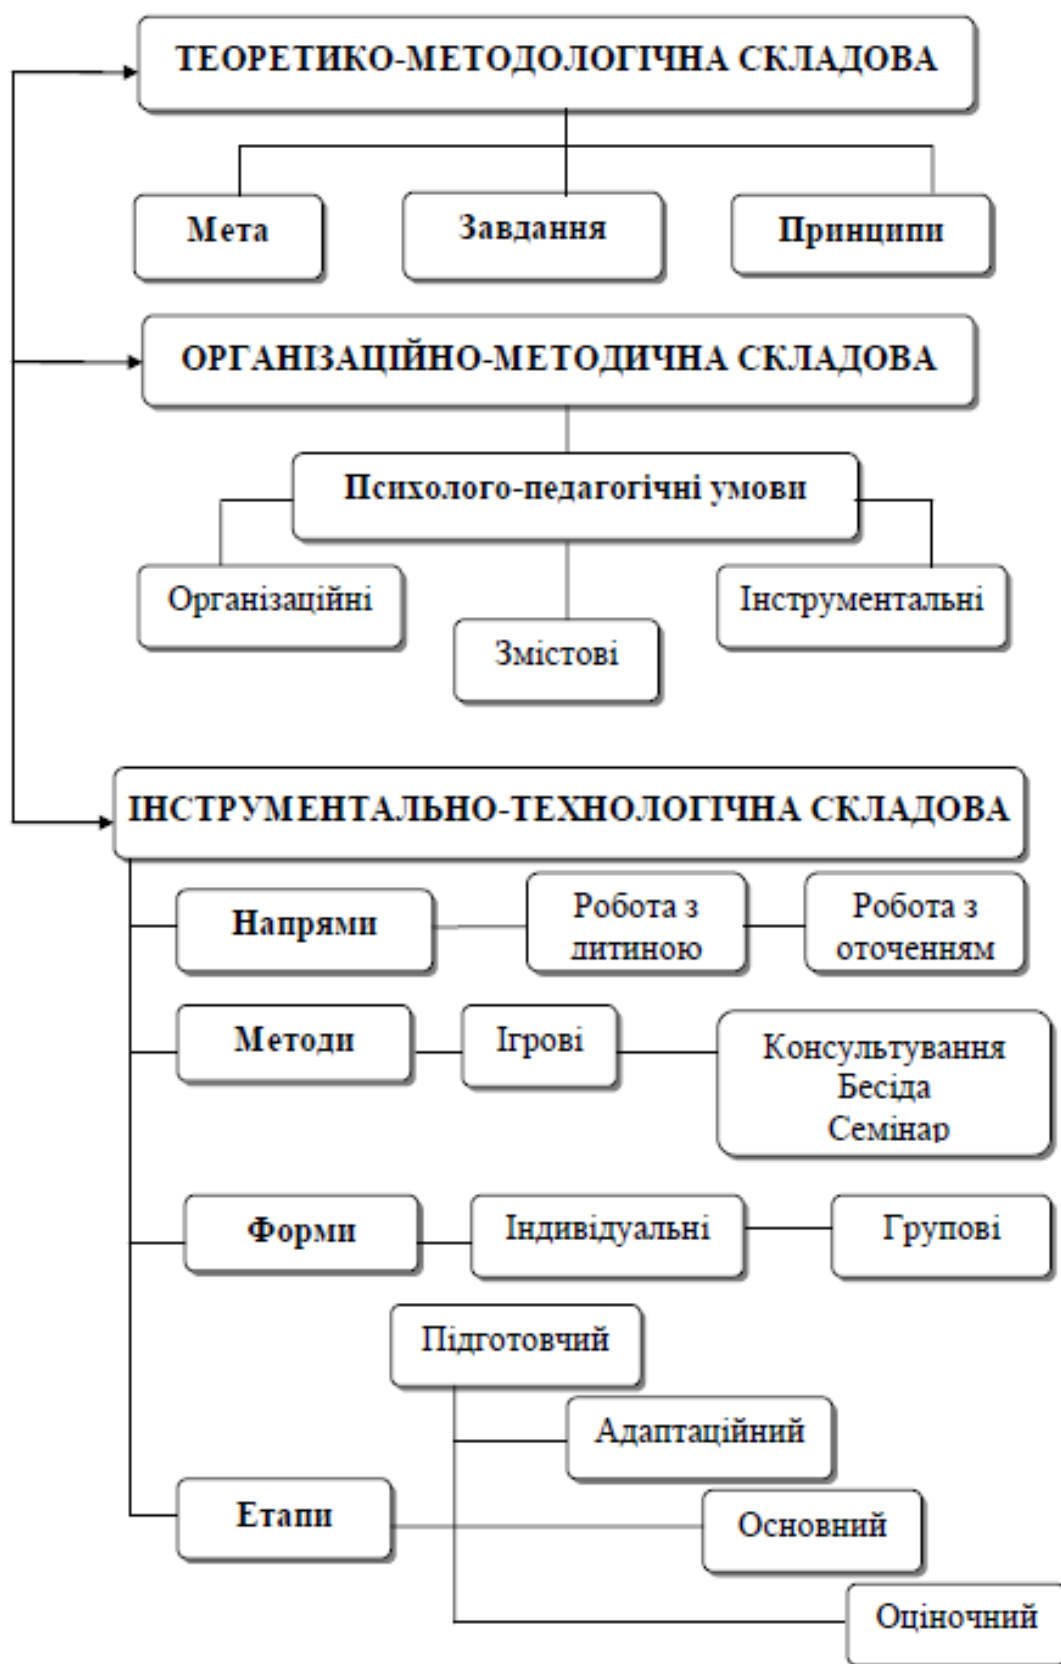 ТЕОРЕТИКО-МЕТОДОЛОГІЧНА СКЛАДОВА
Мета
Завдання
Принципи
ОРГАНІЗАЦІЙНО-МЕТОДИЧНА СКЛАДОВА
Психолого-педагогічні умови
Організаційні
Інструментальні
Змістові
ІНСТРУМЕНТАЛЬНО-ТЕХНОЛОГІЧНА СКЛАДОВА
Напрями
Робота з
дитиною
Робота з
оточенням
Методи
Ігрові
Консультування
Бесіда
Семінар
Форми
Індивідуальні
Групові
Підготовчий
Адаптаційний
Етапи
Основний
Оціночний